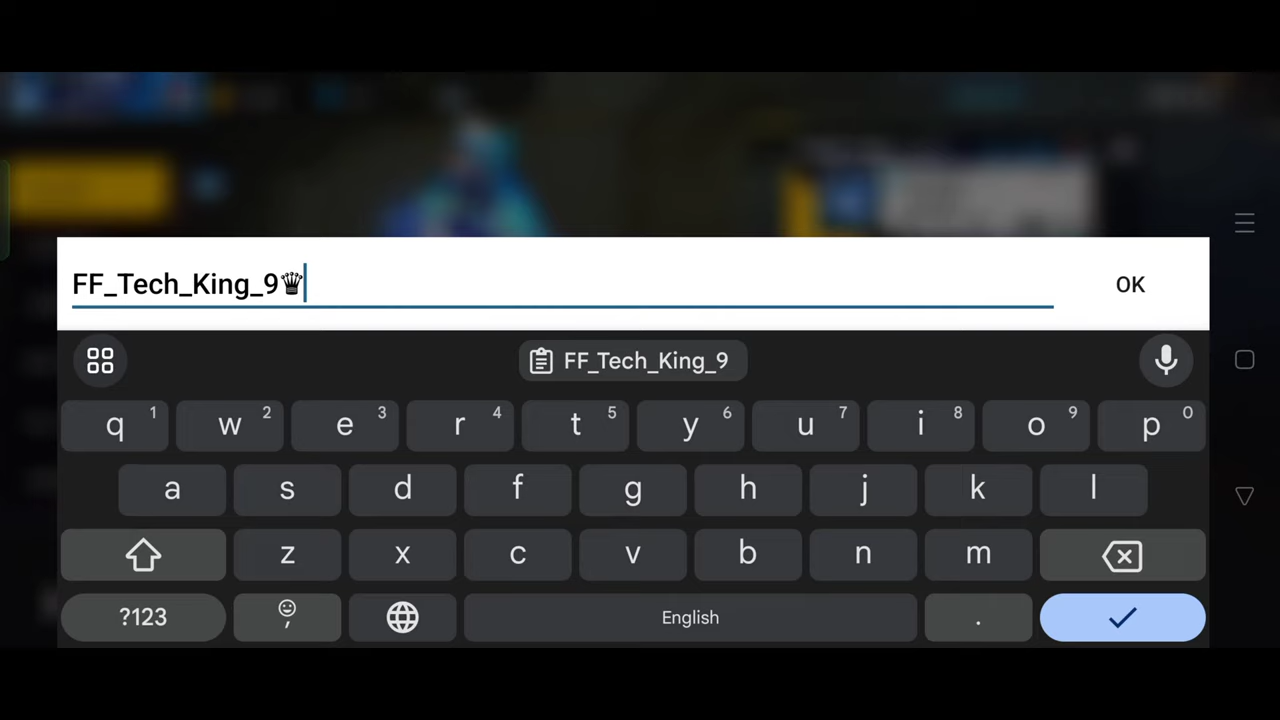 FF_Tech_King_9♛
OK
FF_Tech_King_9
q 1 w 2 e 3 r 4 t 5 y 6 u 7 i 8 o 9 p 0
a s d f g h j k l
z x c v b n m
?123 , English .